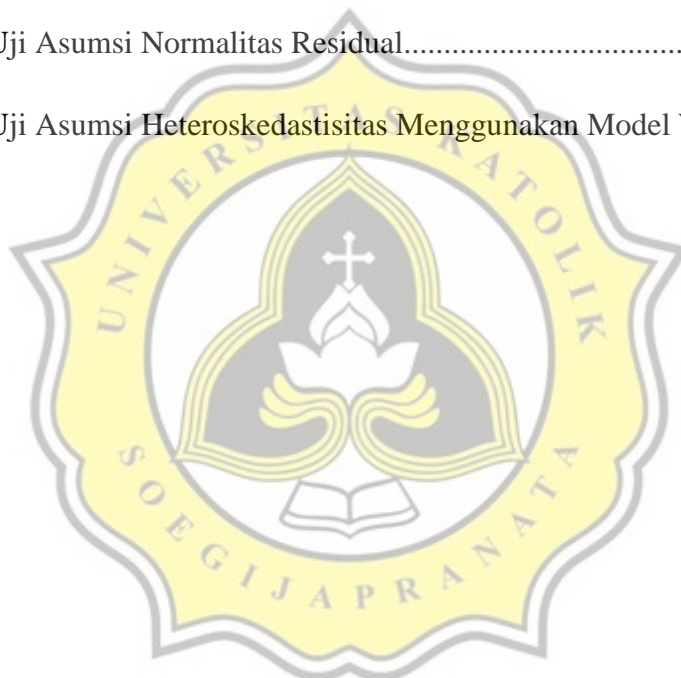 Uji Asumsi Normalitas Residual..................................
Uji Asumsi Heteroskedastisitas Menggunakan Model
UNIVERSITAS KATOLIK
SOEGIJAPRANATA